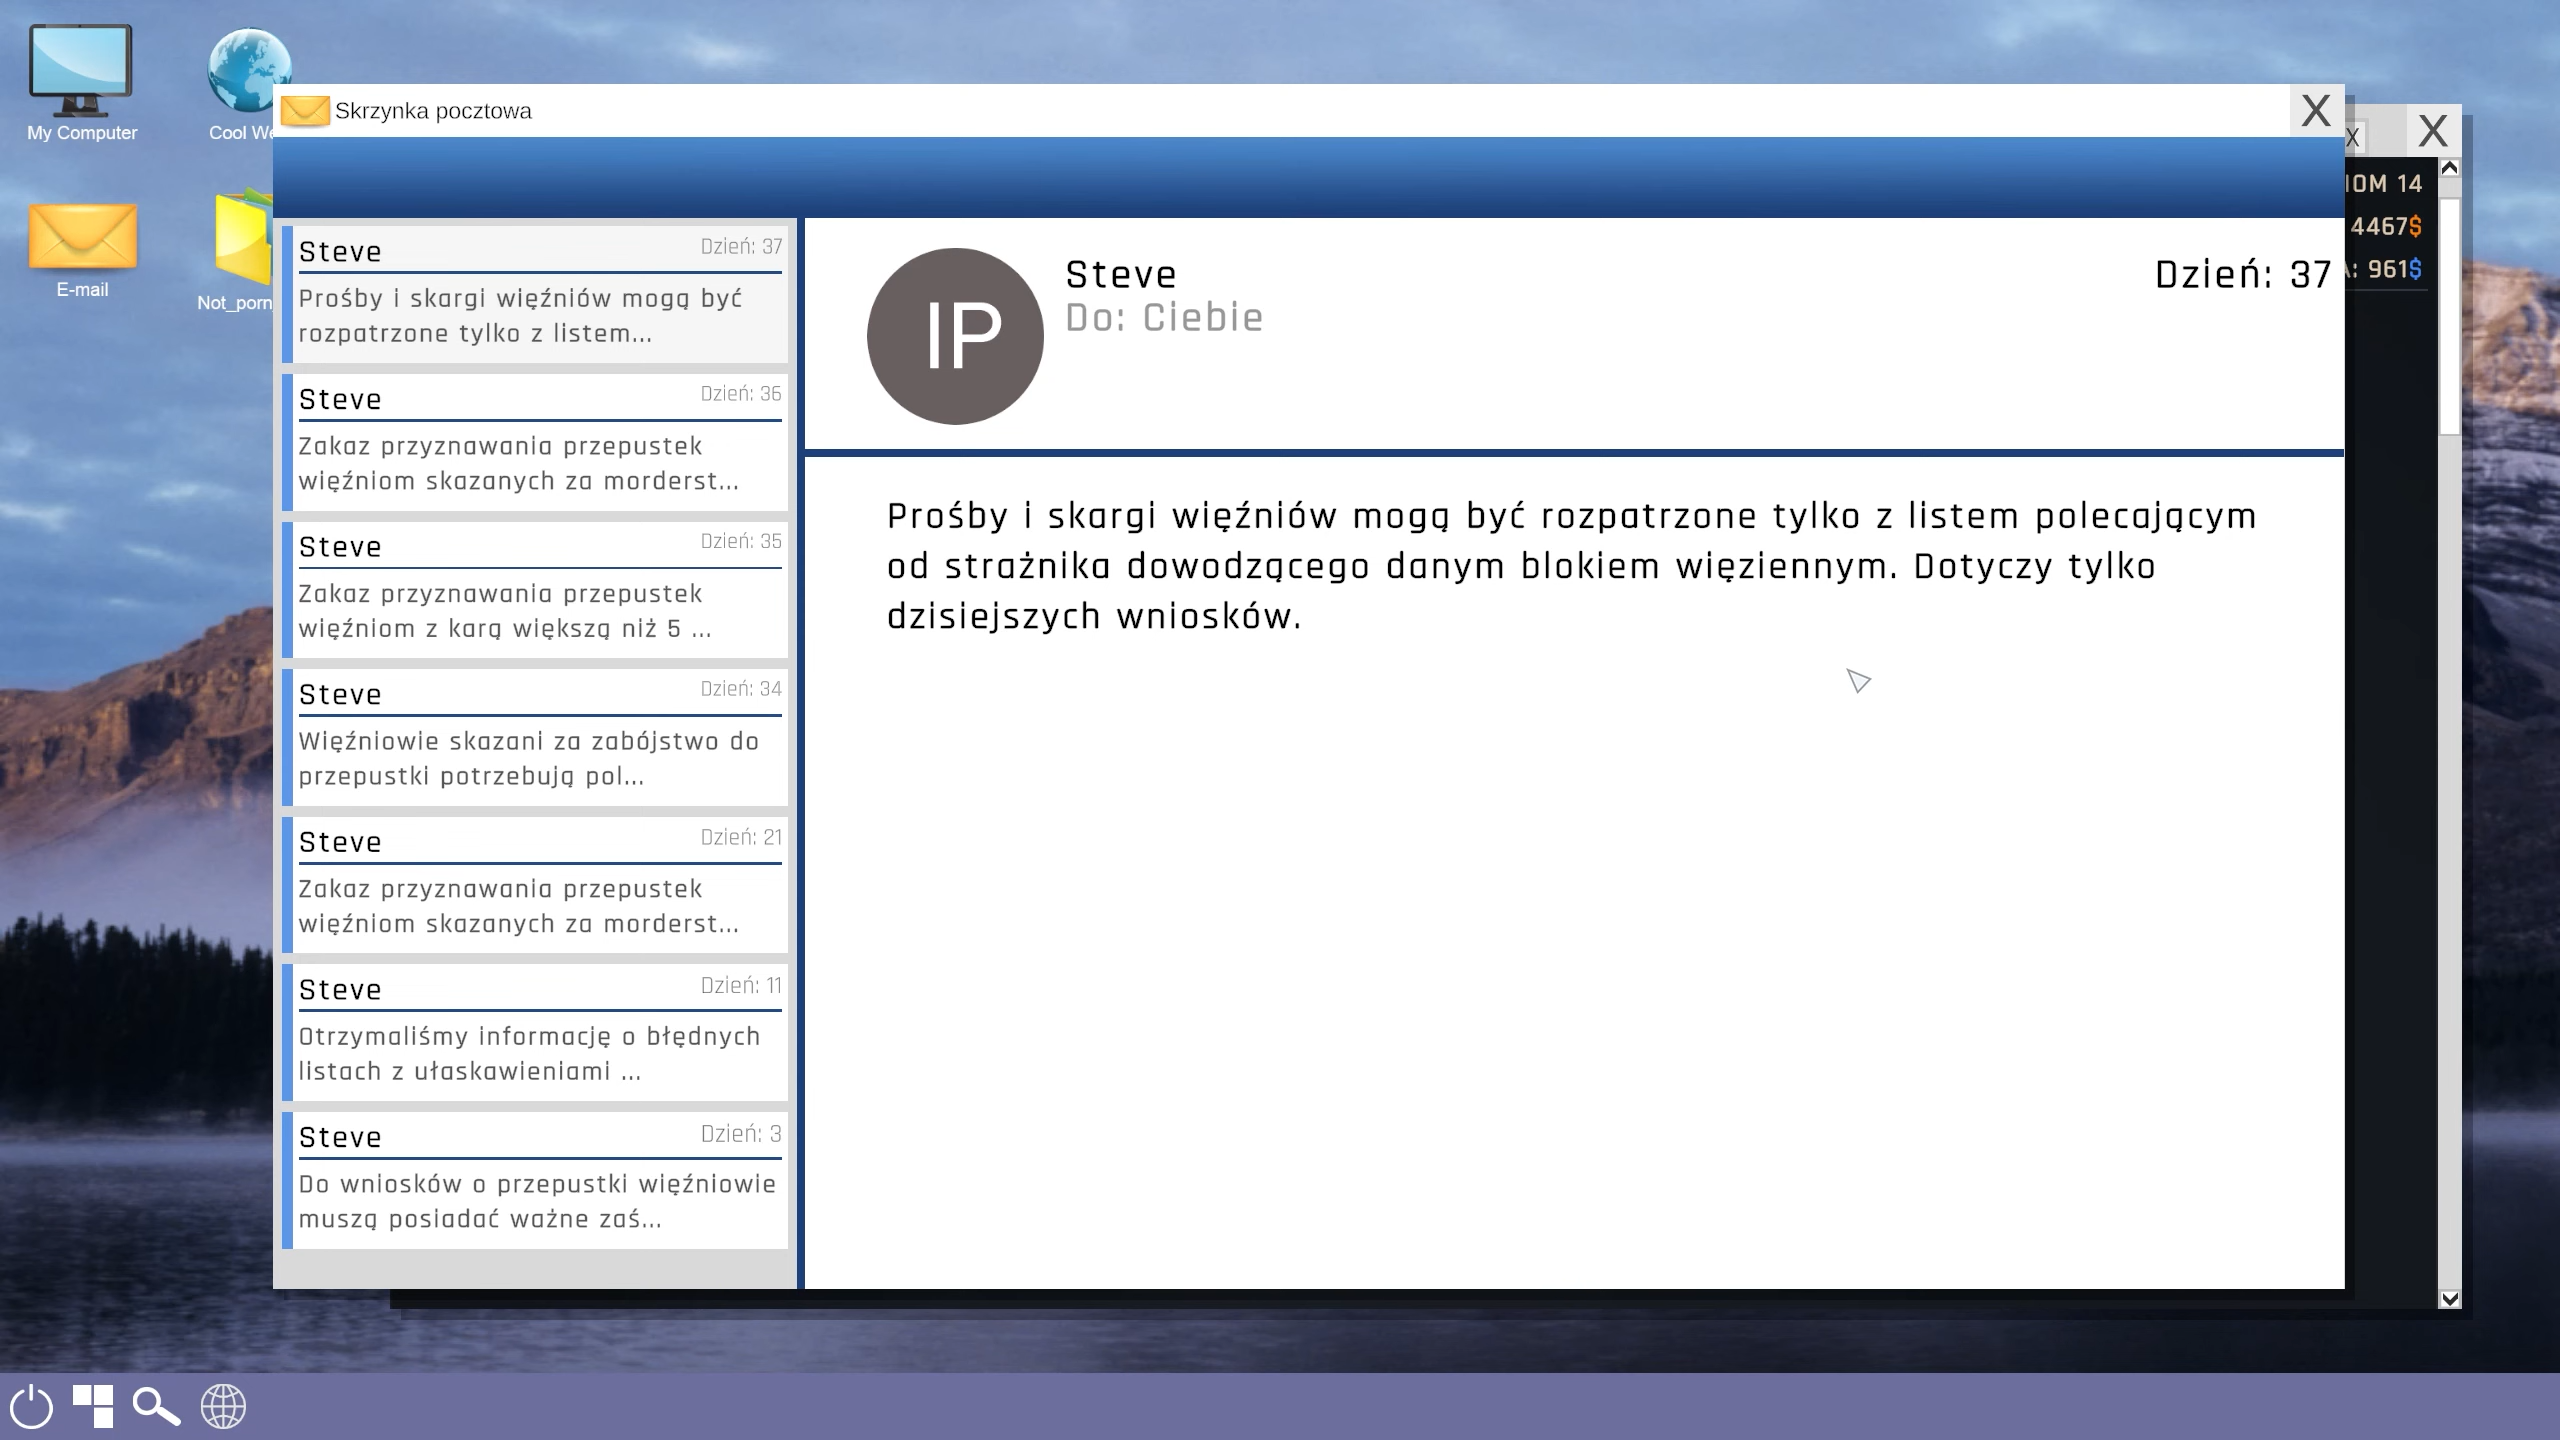 My Computer
Cool We
E-mail
Not_porn
Skrzynka pocztowa
X
X
X
IOM 14
4467$
A: 961$
Steve
Dzień: 37
Prośby i skargi więźniów mogą być
rozpatrzone tylko z listem...
Steve
Dzień: 36
Zakaz przyznawania przepustek
więźniom skazanych za morderst...
Steve
Dzień: 35
Zakaz przyznawania przepustek
więźniom z karą większą niż 5 ...
Steve
Dzień: 34
Więźniowie skazani za zabójstwo do
przepustki potrzebują pol...
Steve
Dzień: 21
Zakaz przyznawania przepustek
więźniom skazanych za morderst...
Steve
Dzień: 11
Otrzymaliśmy informację o błędnych
listach z ułaskawieniami ...
Steve
Dzień: 3
Do wniosków o przepustki więźniowie
muszą posiadać ważne zaś...
IP
Steve
Do: Ciebie
Dzień: 37
Prośby i skargi więźniów mogą być rozpatrzone tylko z listem polecającym
od strażnika dowodzącego danym blokiem więziennym. Dotyczy tylko
dzisiejszych wniosków.